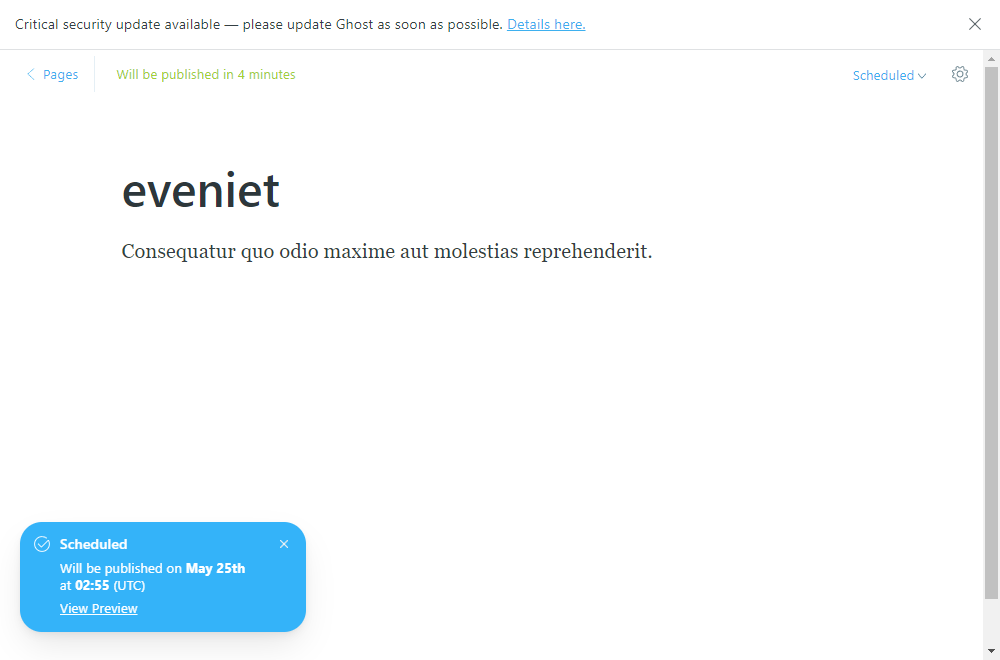 Critical security update available — please update Ghost as soon as possible. Details here.
Pages
Will be published in 4 minutes
Scheduled
eveniet
Consequatur quo odio maxime aut molestias reprehenderit.
Scheduled
Will be published on May 25th
at 02:55 (UTC)
View Preview